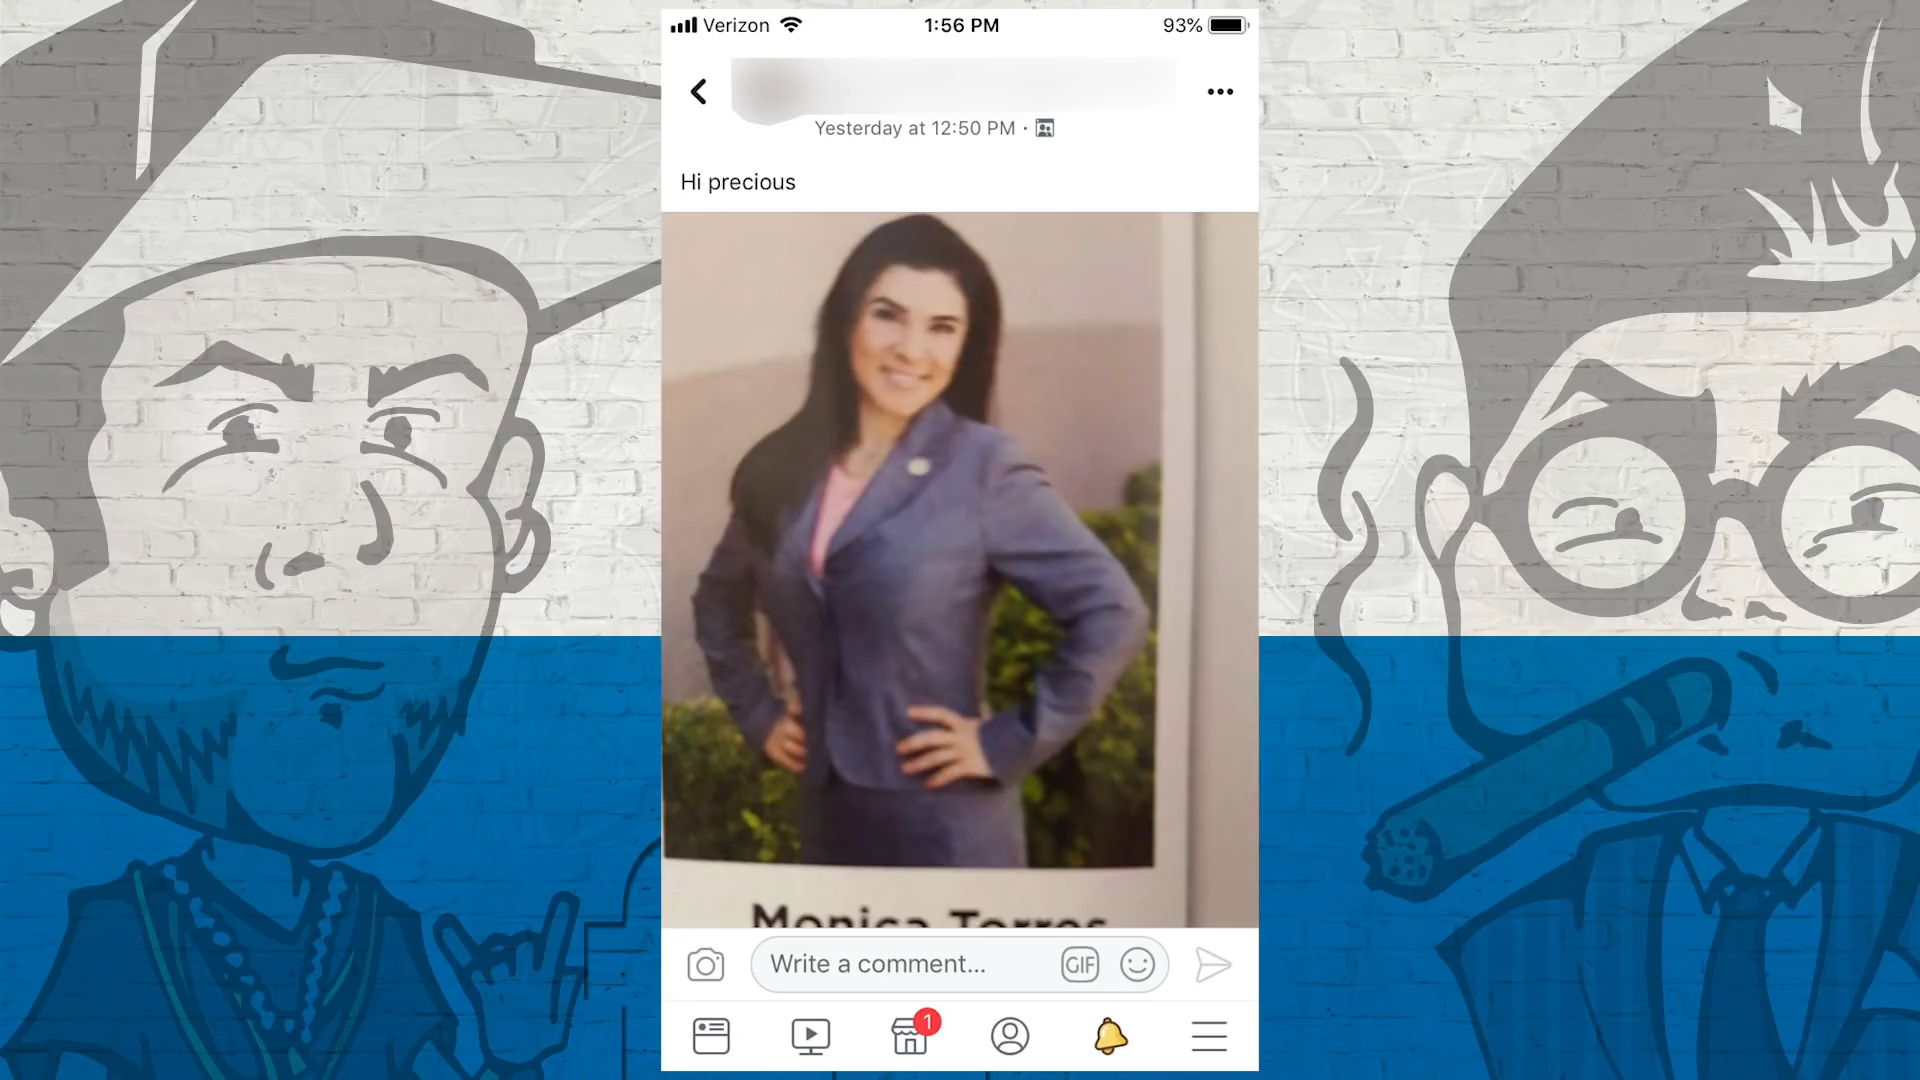 Verizon 1:56 PM 93%
Yesterday at 12:50 PM ·
Hi precious
Monica Torres
Write a comment... GIF
1